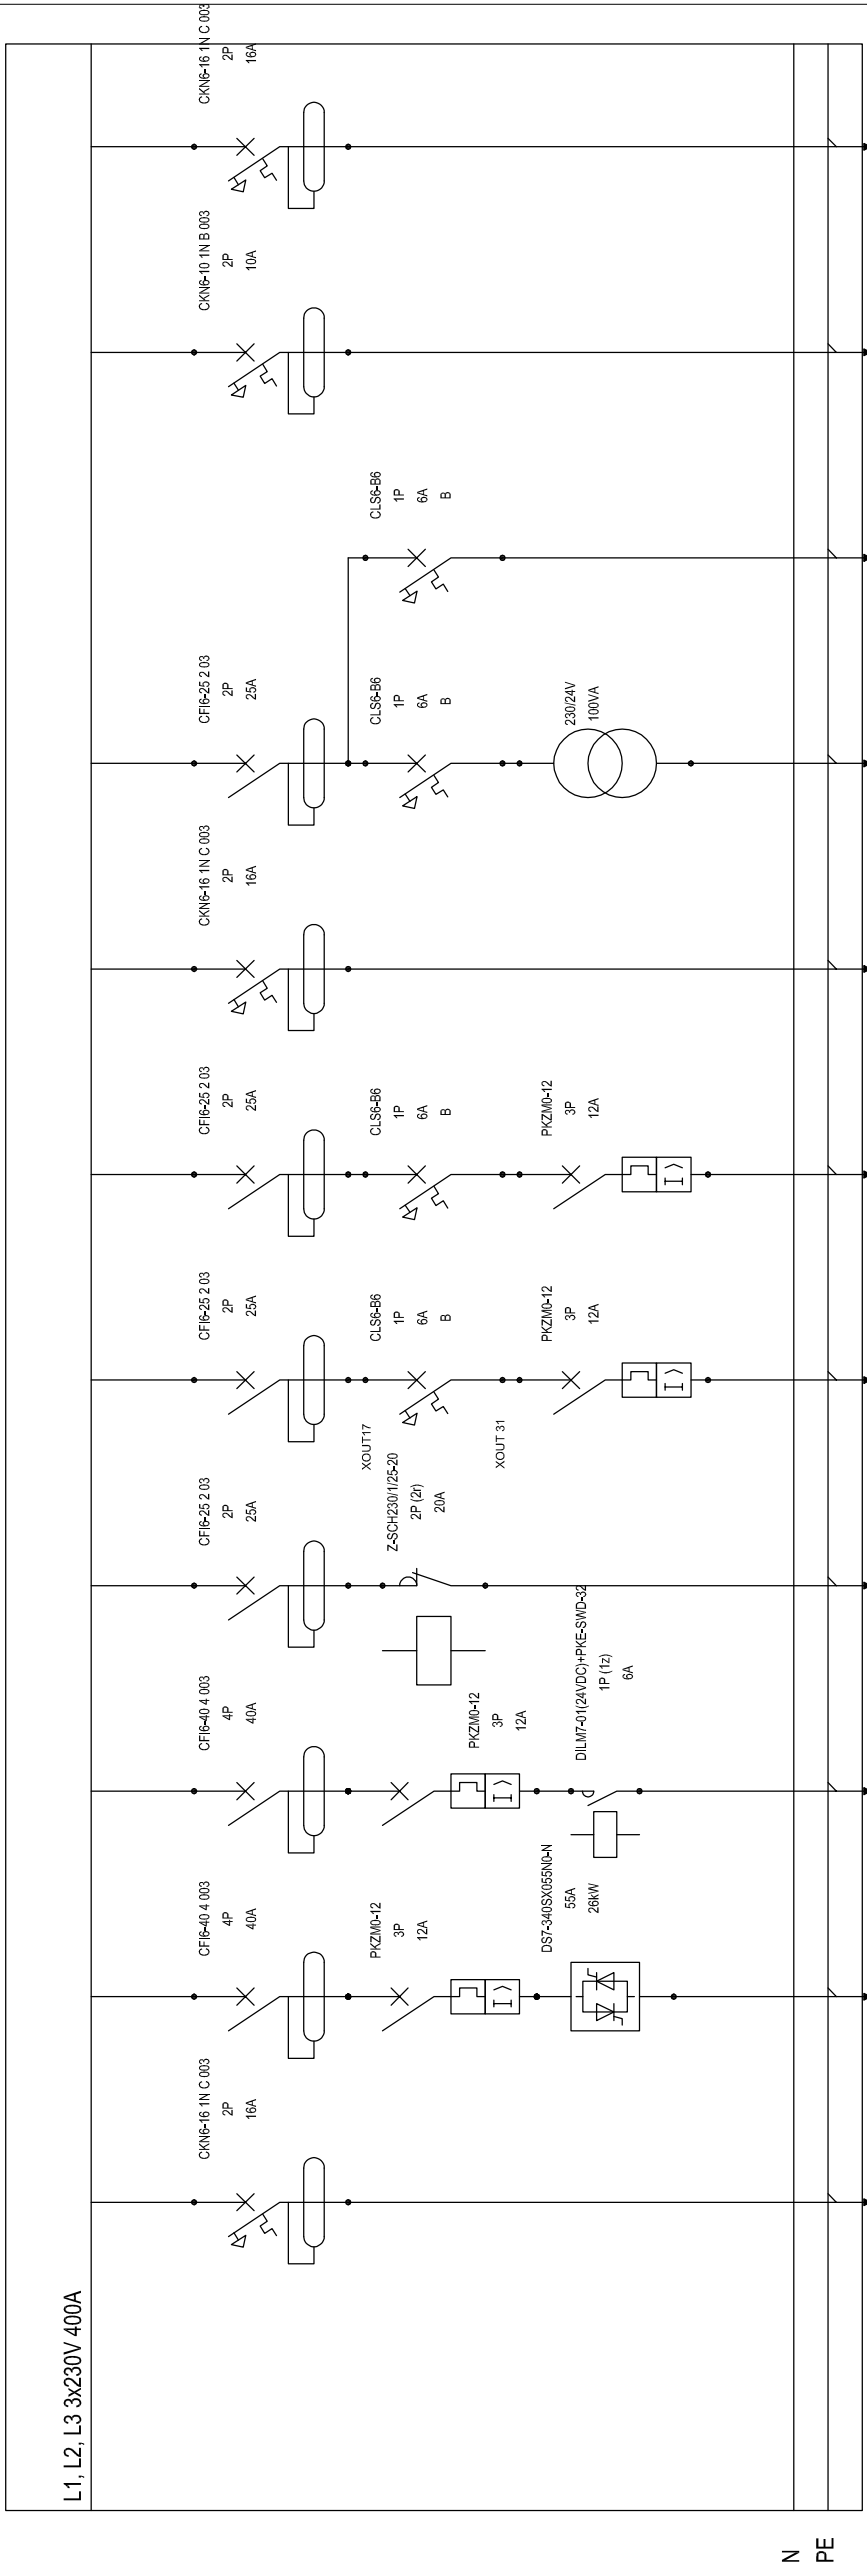 L1, L2, L3 3x230V 400A
CKN6-16 1N C 003
2P
16A
CFI6-40 4 003
4P
40A
PKZM0-12
3P
12A
DS7-340SX055N0-N
55A
26kW
CFI6-40 4 003
4P
40A
PKZM0-12
3P
12A
DILM7-01(24VDC)+PKE-SWD-32
1P (1z)
6A
CFI6-25 2 03
2P
25A
Z-SCH230/1/25-20
2P (2r)
20A
XOUT17
XOUT 31
CFI6-25 2 03
2P
25A
CLS6-B6
1P
6A
B
PKZM0-12
3P
12A
CFI6-25 2 03
2P
25A
CLS6-B6
1P
6A
B
PKZM0-12
3P
12A
CKN6-16 1N C 003
2P
16A
CFI6-25 2 03
2P
25A
CLS6-B6
1P
6A
B
230/24V
100VA
CLS6-B6
1P
6A
B
CKN6-10 1N B 003
2P
10A
CKN6-16 1N C 003
2P
16A
I>
I>
I>
I>
N
PE